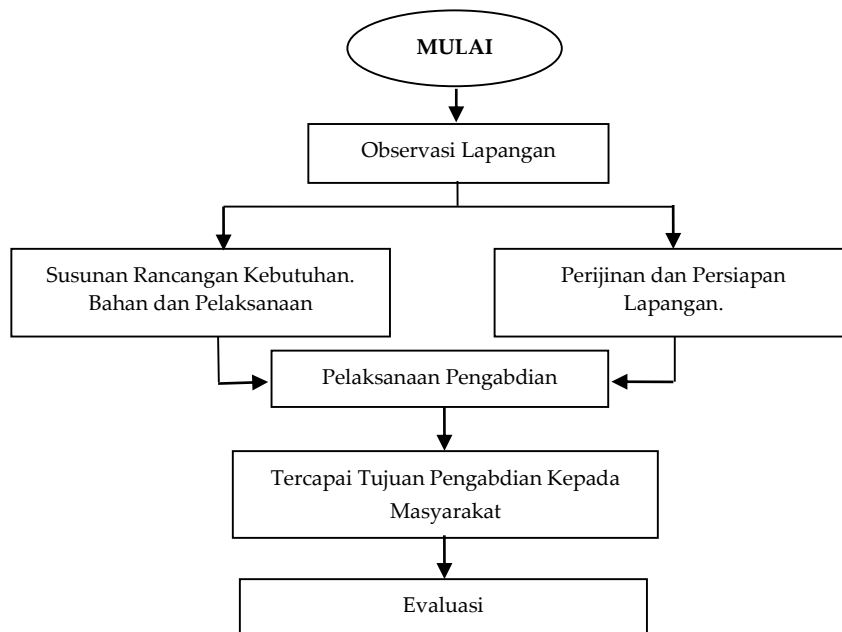 MULAI
Observasi Lapangan
Susunan Rancangan Kebutuhan.
Bahan dan Pelaksanaan
Perijinan dan Persiapan
Lapangan.
Pelaksanaan Pengabdian
Tercapai Tujuan Pengabdian Kepada
Masyarakat
Evaluasi